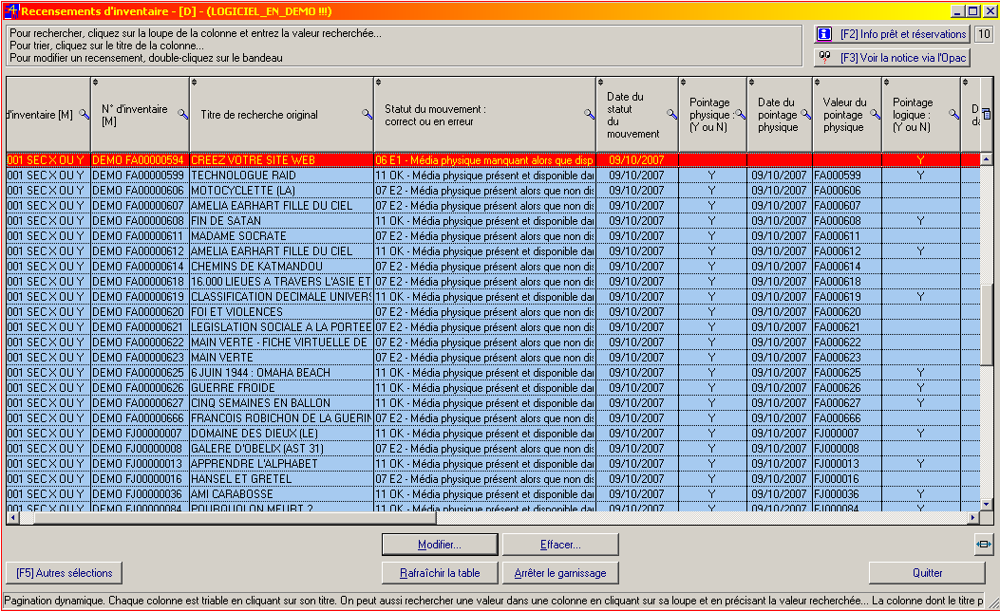 Recensements d'inventaire - [D] - (LOGICIEL_EN_DEMO !!!)
Pour rechercher, cliquez sur la loupe de la colonne et entrez la valeur recherchée...
Pour trier, cliquez sur le titre de la colonne...
Pour modifier un recensement, double-cliquez sur le bandeau
[F2] Info prêt et réservations 10
[F3] Voir la notice via l'Opac
d'inventaire [M] N° d'inventaire [M] Titre de recherche original Statut du mouvement : correct ou en erreur Date du statut du mouvement Pointage physique : (Y ou N) Date du pointage physique Valeur du pointage physique Pointage logique : (Y ou N) D da
001 SEC X OU Y DEMO FA00000594 CREEZ VOTRE SITE WEB 06 E1 - Média physique manquant alors que disp 09/10/2007 Y
001 SEC X OU Y DEMO FA00000599 TECHNOLOGUE RAID 11 OK - Média physique présent et disponible dan 09/10/2007 Y 09/10/2007 FA000599 Y
001 SEC X OU Y DEMO FA00000606 MOTOCYCLETTE (LA) 07 E2 - Média physique présent alors que non dis 09/10/2007 Y 09/10/2007 FA000606
001 SEC X OU Y DEMO FA00000607 AMELIA EARHART FILLE DU CIEL 07 E2 - Média physique présent alors que non dis 09/10/2007 Y 09/10/2007 FA000607
001 SEC X OU Y DEMO FA00000608 FIN DE SATAN 11 OK - Média physique présent et disponible dan 09/10/2007 Y 09/10/2007 FA000608 Y
001 SEC X OU Y DEMO FA00000611 MADAME SOCRATE 07 E2 - Média physique présent alors que non dis 09/10/2007 Y 09/10/2007 FA000611
001 SEC X OU Y DEMO FA00000612 AMELIA EARHART FILLE DU CIEL 11 OK - Média physique présent et disponible dan 09/10/2007 Y 09/10/2007 FA000612 Y
001 SEC X OU Y DEMO FA00000614 CHEMINS DE KATMANDOU 07 E2 - Média physique présent alors que non dis 09/10/2007 Y 09/10/2007 FA000614
001 SEC X OU Y DEMO FA00000618 16.000 LIEUES A TRAVERS L'ASIE ET 07 E2 - Média physique présent alors que non dis 09/10/2007 Y 09/10/2007 FA000618
001 SEC X OU Y DEMO FA00000619 CLASSIFICATION DECIMALE UNIVERS 11 OK - Média physique présent et disponible dan 09/10/2007 Y 09/10/2007 FA000619 Y
001 SEC X OU Y DEMO FA00000620 FOI ET VIOLENCES 07 E2 - Média physique présent alors que non dis 09/10/2007 Y 09/10/2007 FA000620
001 SEC X OU Y DEMO FA00000621 LEGISLATION SOCIALE A LA PORTEE 07 E2 - Média physique présent alors que non dis 09/10/2007 Y 09/10/2007 FA000621
001 SEC X OU Y DEMO FA00000622 MAIN VERTE - FICHE VIRTUELLE DE 07 E2 - Média physique présent alors que non dis 09/10/2007 Y 09/10/2007 FA000622
001 SEC X OU Y DEMO FA00000623 MAIN VERTE 07 E2 - Média physique présent alors que non dis 09/10/2007 Y 09/10/2007 FA000623
001 SEC X OU Y DEMO FA00000625 6 JUIN 1944 : OMAHA BEACH 11 OK - Média physique présent et disponible dan 09/10/2007 Y 09/10/2007 FA000625 Y
001 SEC X OU Y DEMO FA00000626 GUERRE FROIDE 11 OK - Média physique présent et disponible dan 09/10/2007 Y 09/10/2007 FA000626 Y
001 SEC X OU Y DEMO FA00000627 CINQ SEMAINES EN BALLON 11 OK - Média physique présent et disponible dan 09/10/2007 Y 09/10/2007 FA000627 Y
001 SEC X OU Y DEMO FA00000666 FRANCOIS ROBICHON DE LA GUERIN 07 E2 - Média physique présent alors que non dis 09/10/2007 Y 09/10/2007 FA000666
001 SEC X OU Y DEMO FJ00000007 DOMAINE DES DIEUX (LE) 11 OK - Média physique présent et disponible dan 09/10/2007 Y 09/10/2007 FJ000007 Y
001 SEC X OU Y DEMO FJ00000008 GALERE D'OBELIX (AST 31) 07 E2 - Média physique présent alors que non dis 09/10/2007 Y 09/10/2007 FJ000008
001 SEC X OU Y DEMO FJ00000013 APPRENDRE L'ALPHABET 11 OK - Média physique présent et disponible dan 09/10/2007 Y 09/10/2007 FJ000013 Y
001 SEC X OU Y DEMO FJ00000016 HANSEL ET GRETEL 07 E2 - Média physique présent alors que non dis 09/10/2007 Y 09/10/2007 FJ000016
001 SEC X OU Y DEMO FJ00000036 AMI CARABOSSE 11 OK - Média physique présent et disponible dan 09/10/2007 Y 09/10/2007 FJ000036 Y
001 SEC X OU Y DEMO FJ00000084 POURQUOI ON MEURT ? 11 OK - Média physique présent et disponible dan 09/10/2007 Y 09/10/2007 FJ000084 Y
Modifier... Effacer...
[F5] Autres sélections Rafraîchir la table Arrêter le garnissage Quitter
Pagination dynamique. Chaque colonne est triable en cliquant sur son titre. On peut aussi rechercher une valeur dans une colonne en cliquant sur sa loupe et en précisant la valeur recherchée... La colonne dont le titre p